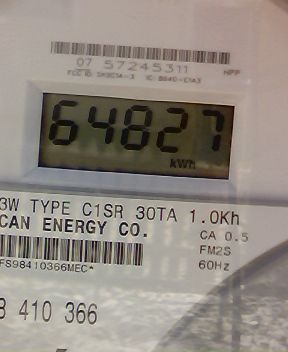 07 57245311
64827
kWh
3W TYPE C1SR 30TA 1.0Kh
CAN ENERGY CO.
CA 0.5
FM2S
60Hz
FS98410366MEC*
410 366